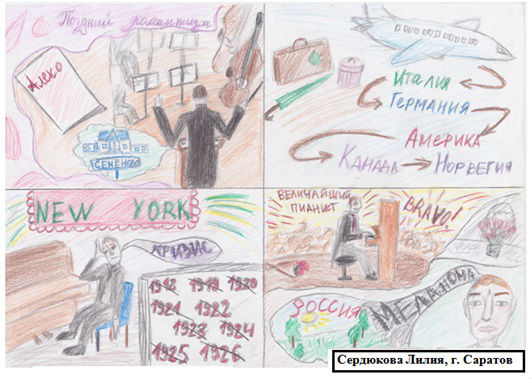 Поздний романтизм
Алеко
СЕМЁНОВО
Италия
Германия
Америка
Канада
Норвегия
NEW YORK
КРИЗИС
1918 1919 1920
1921 1922
1923 1924
1925 1926
ВЕЛИЧАЙШИЙ
ПИАНИСТ
BRAVO!
РОССИЯ
МЕЛАНОМА
Сердюкова Лилия, г. Саратов